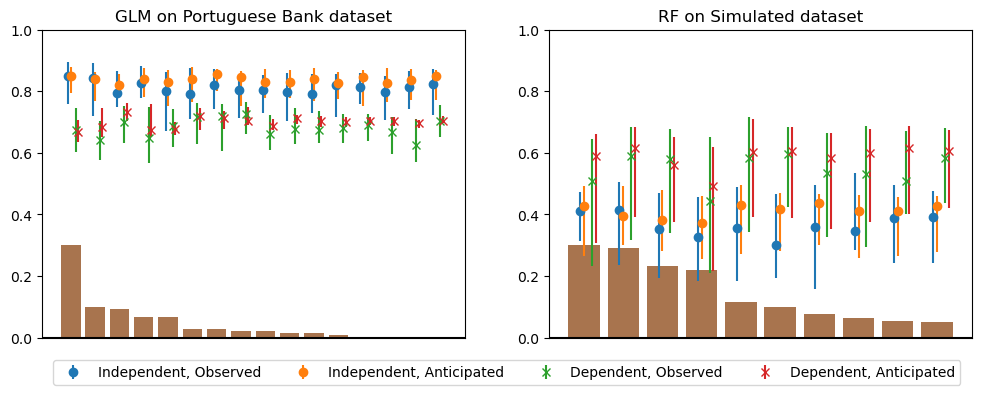 GLM on Portuguese Bank dataset
1.0
0.8
0.6
0.4
0.2
0.0
RF on Simulated dataset
1.0
0.8
0.6
0.4
0.2
0.0
Independent, Observed
Independent, Anticipated
Dependent, Observed
Dependent, Anticipated